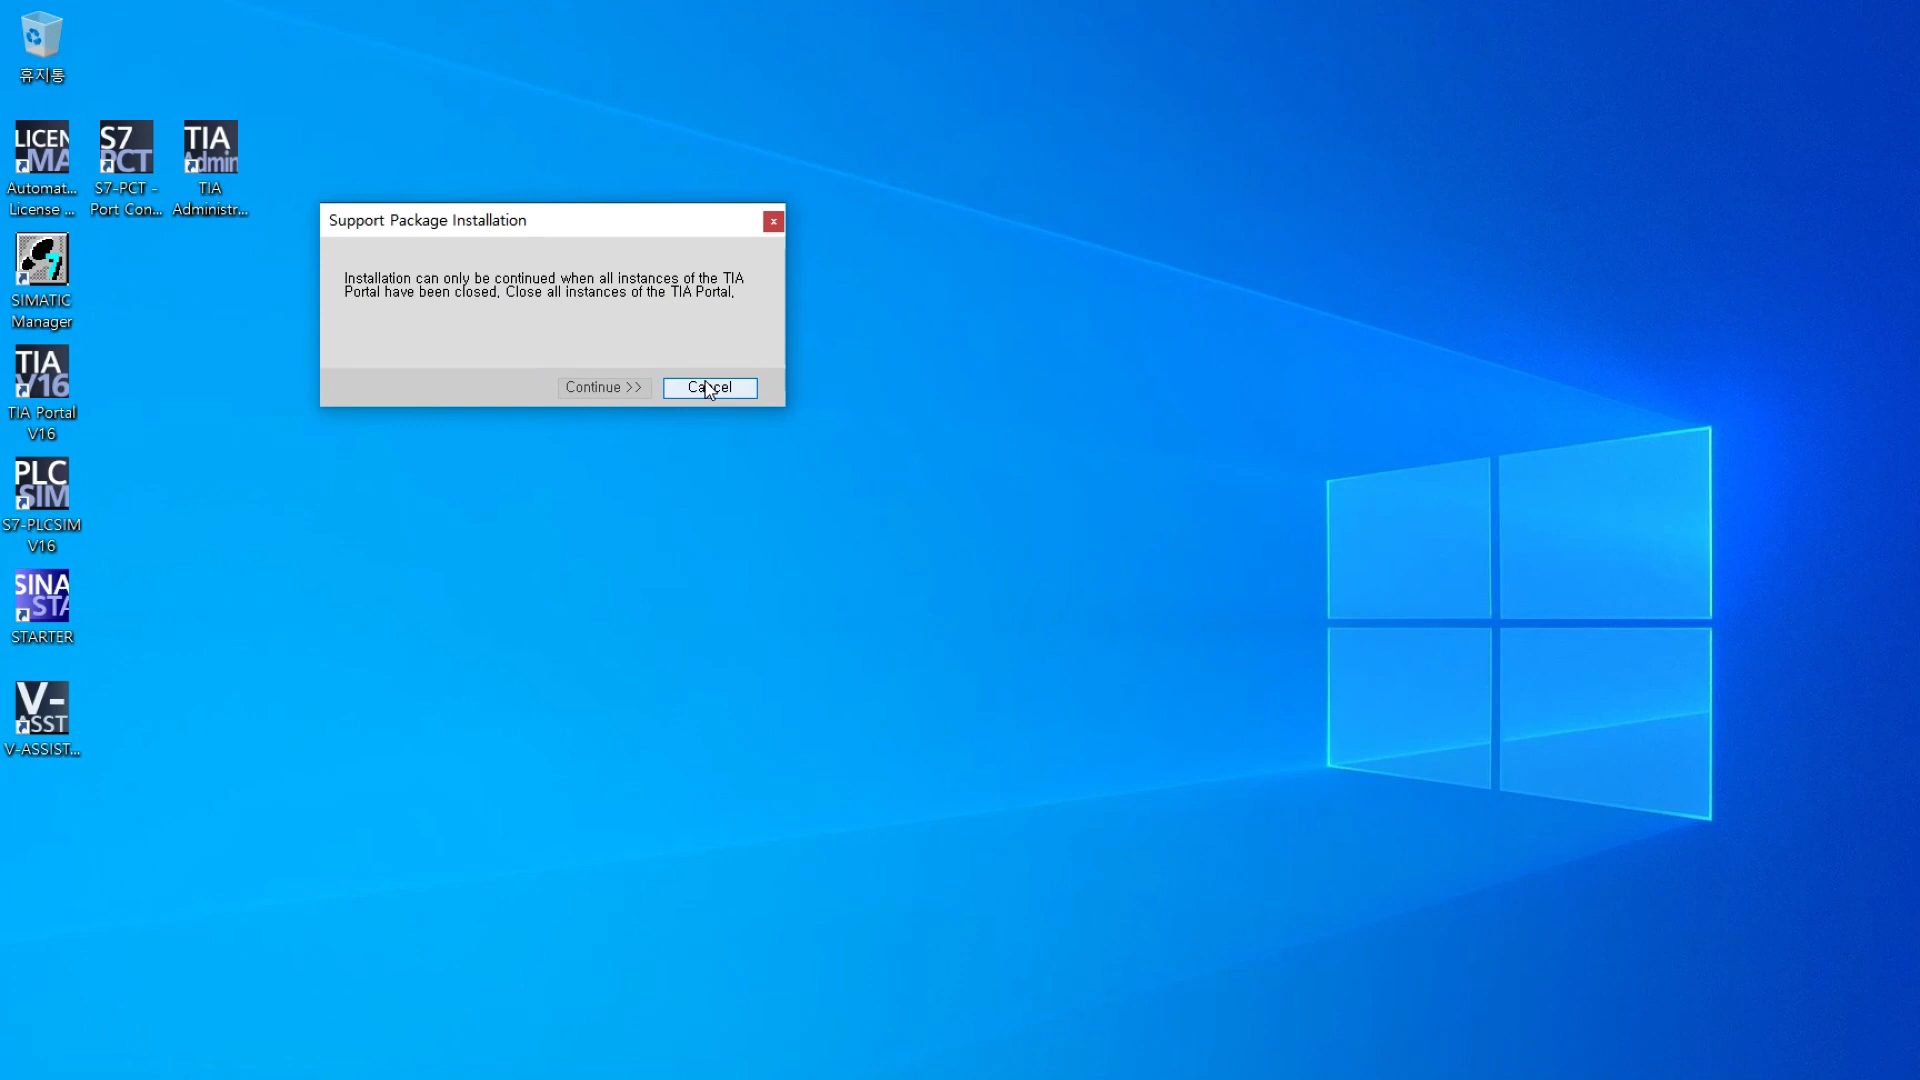 휴지통
LICEN
MA
Automat...
License ...
S7
PCT
S7-PCT -
Port Con...
TIA
Admin
TIA
Administr...
SIMATIC
Manager
TIA
V16
TIA Portal
V16
PLC
SIM
S7-PLCSIM
V16
SINA
STA
STARTER
V-
ASST
V-ASSIST...
Support Package Installation
x
Installation can only be continued when all instances of the TIA
Portal have been closed, Close all instances of the TIA Portal,
Continue >>
Cancel